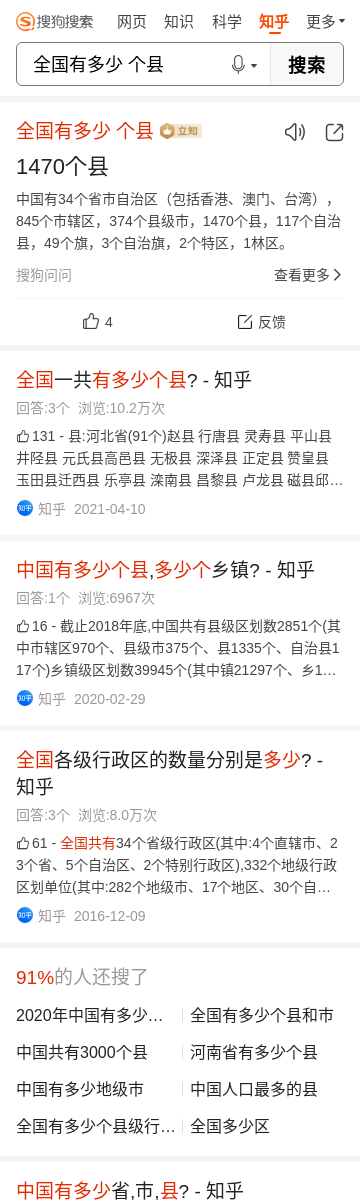 搜狗搜索 网页 知识 科学 知乎 更多
全国有多少 个县 搜索
全国有多少 个县 立知
1470个县
中国有34个省市自治区（包括香港、澳门、台湾），
845个市辖区，374个县级市，1470个县，117个自治
县，49个旗，3个自治旗，2个特区，1林区。
搜狗问问 查看更多
4 反馈
全国一共有多少个县? - 知乎
回答:3个 浏览:10.2万次
131 - 县:河北省(91个)赵县 行唐县 灵寿县 平山县
井陉县 元氏县高邑县 无极县 深泽县 正定县 赞皇县
玉田县迁西县 乐亭县 滦南县 昌黎县 卢龙县 磁县邱…
知乎 知乎 2021-04-10
中国有多少个县,多少个乡镇? - 知乎
回答:1个 浏览:6967次
16 - 截止2018年底,中国共有县级区划数2851个(其
中市辖区970个、县级市375个、县1335个、自治县1
17个)乡镇级区划数39945个(其中镇21297个、乡1…
知乎 知乎 2020-02-29
全国各级行政区的数量分别是多少? -
知乎
回答:3个 浏览:8.0万次
61 - 全国共有34个省级行政区(其中:4个直辖市、2
3个省、5个自治区、2个特别行政区),332个地级行政
区划单位(其中:282个地级市、17个地区、30个自…
知乎 知乎 2016-12-09
91%的人还搜了
2020年中国有多少… 全国有多少个县和市
中国共有3000个县 河南省有多少个县
中国有多少地级市 中国人口最多的县
全国有多少个县级行… 全国多少区
中国有多少省,市,县? - 知乎